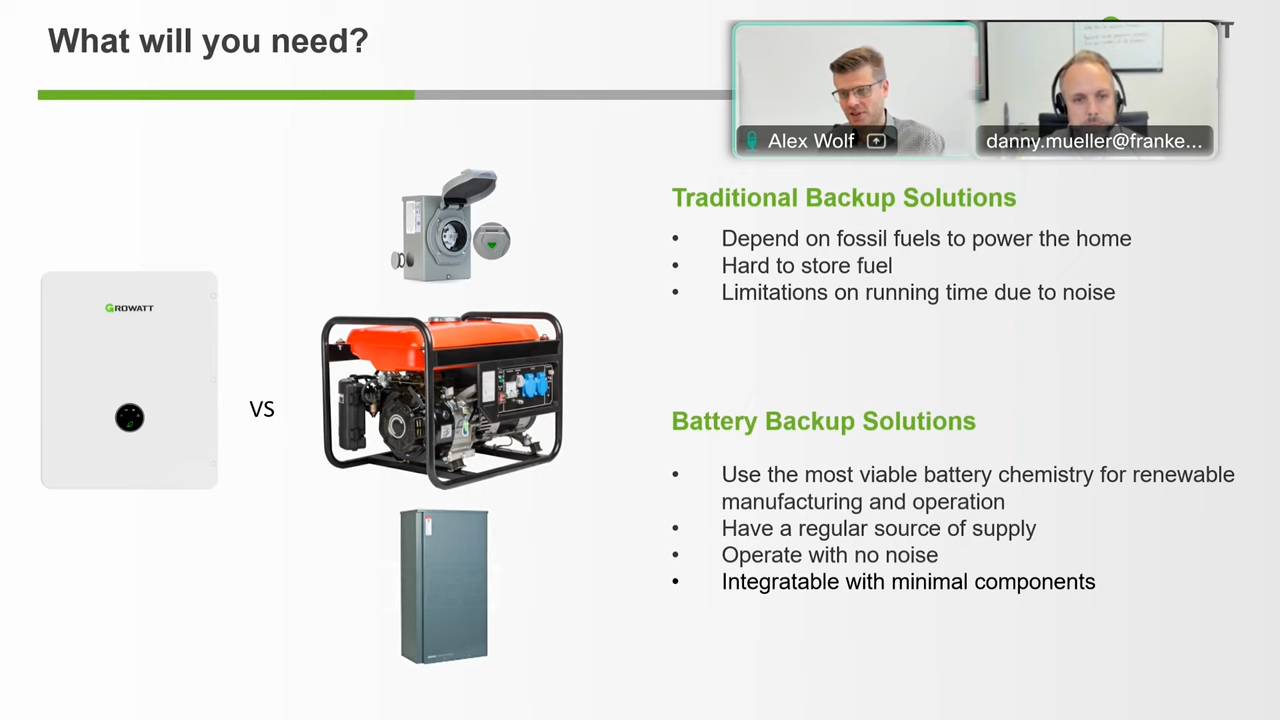 What will you need?
Alex Wolf
danny.mueller@franke...
Traditional Backup Solutions
• Depend on fossil fuels to power the home
• Hard to store fuel
• Limitations on running time due to noise
GROWATT
VS
Battery Backup Solutions
• Use the most viable battery chemistry for renewable
manufacturing and operation
• Have a regular source of supply
• Operate with no noise
• Integratable with minimal components